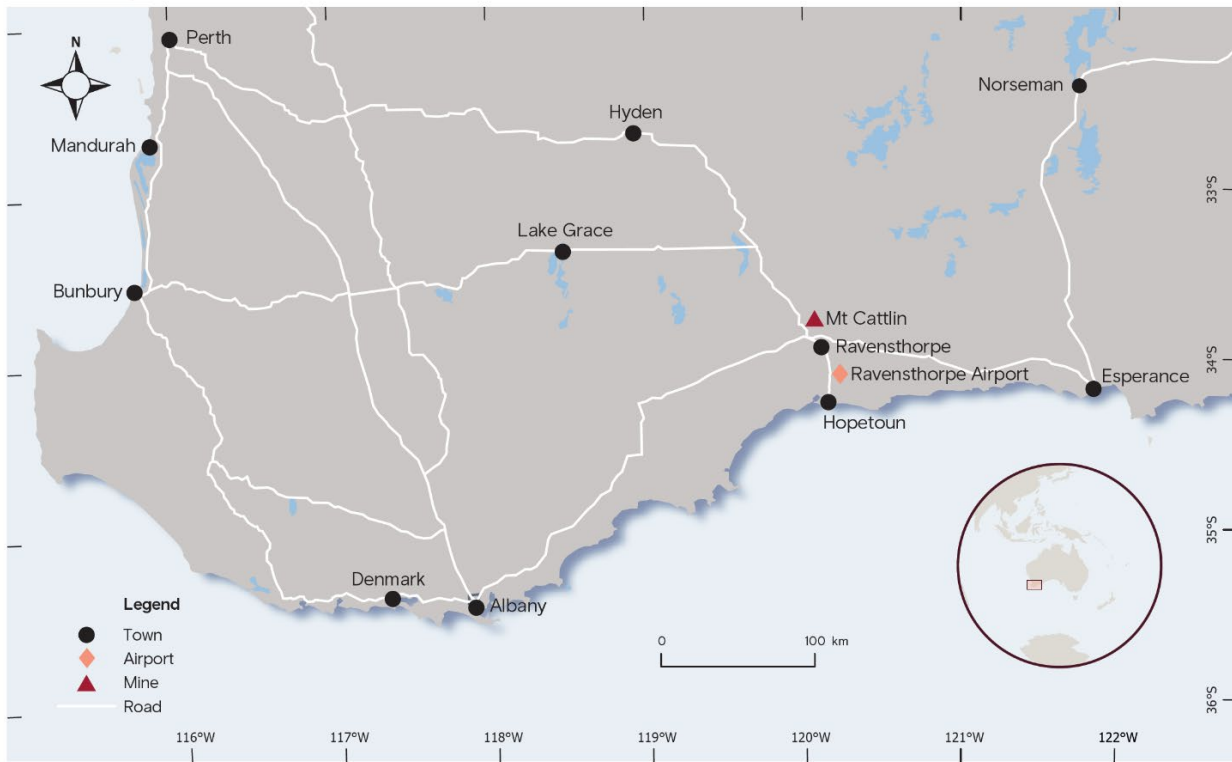 N
Perth
Norseman
Hyden
Mandurah
33°S
Lake Grace
Bunbury
Mt Cattlin
Ravensthorpe
34°S
Ravensthorpe Airport
Esperance
Hopetoun
35°S
Denmark
Albany
Legend
Town
Airport
Mine
Road
0 100 km
36°S
116°W 117°W 118°W 119°W 120°W 121°W 122°W